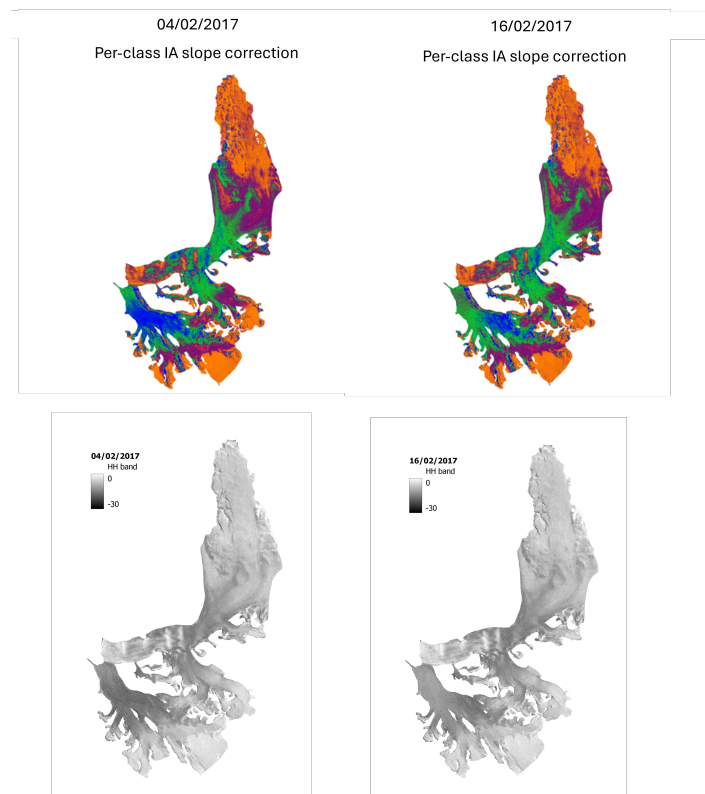 04/02/2017
16/02/2017
Per-class IA slope correction
Per-class IA slope correction
04/02/2017
HH band
0
-30
16/02/2017
HH band
0
-30